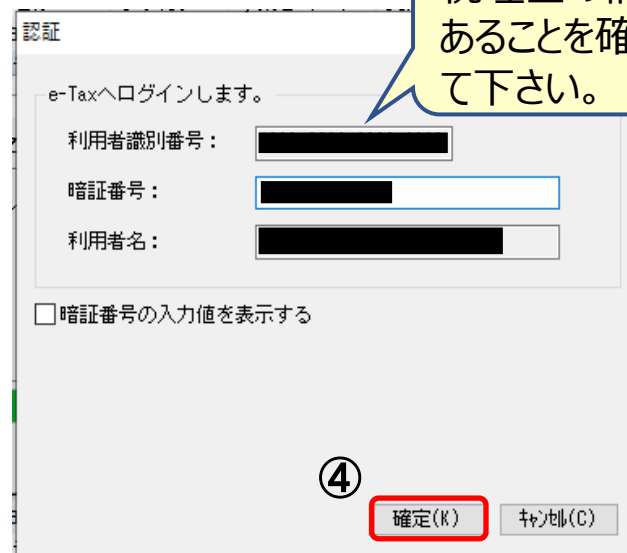 認証
あることを確
て下さい。
e-Taxへログインします。
利用者識別番号：
暗証番号：
利用者名：
暗証番号の入力値を表示する
④
確定(K)
ｷｬﾝｾﾙ(C)